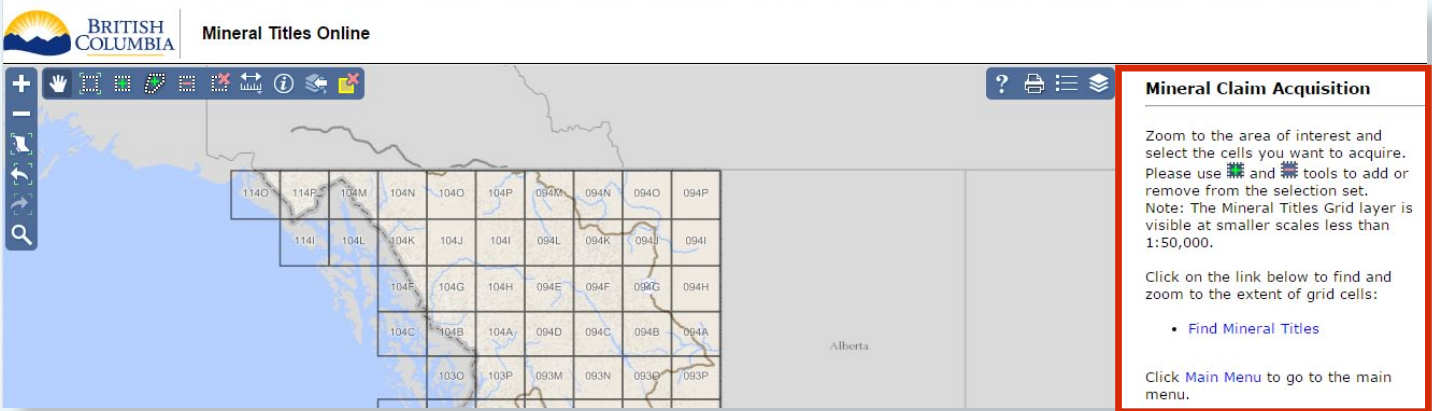 BRITISH
COLUMBIA
Mineral Titles Online
?
Mineral Claim Acquisition
Zoom to the area of interest and
select the cells you want to acquire.
Please use and tools to add or
remove from the selection set.
Note: The Mineral Titles Grid layer is
visible at smaller scales less than
1:50,000.
Click on the link below to find and
zoom to the extent of grid cells:
• Find Mineral Titles
Click Main Menu to go to the main
menu.
114O 114P 104M 104N 104O 104P 094M 094N 094O 094P
114I 104L 104K 104J 104I 094L 094K 094J 094I
104F 104G 104H 094E 094F 094G 094H
104C 104B 104A 094D 094C 094B 094A
Alberta
103O 103P 093M 093N 093O 093P